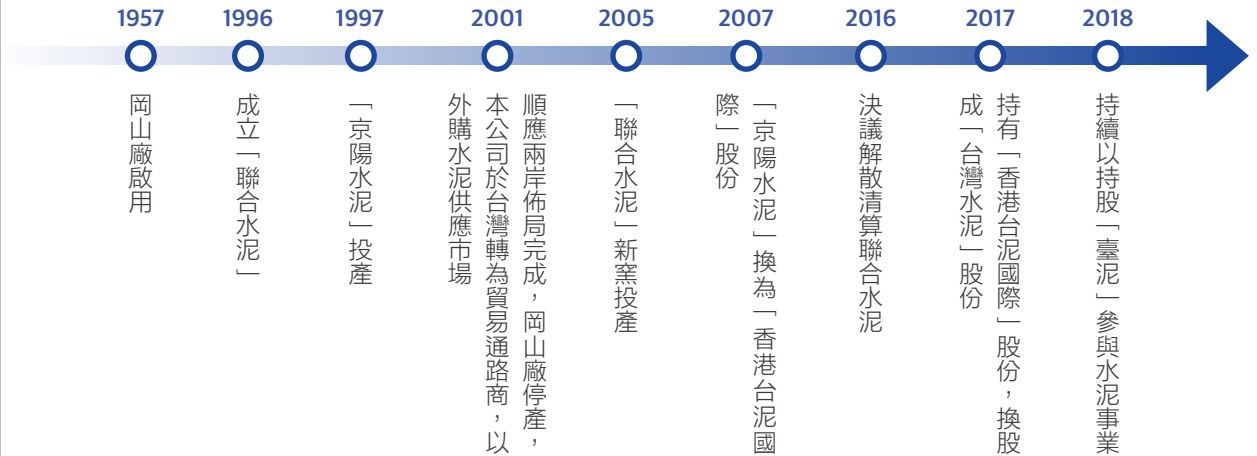 1957
岡山廠啟用
1996
成立「聯合水泥」
1997
「京陽水泥」投產
2001
順應兩岸佈局完成，岡山廠停產，
本公司於台灣轉為貿易通路商，以
外購水泥供應市場
2005
「聯合水泥」新窯投產
2007
「京陽水泥」換為「香港台泥國
際」股份
2016
決議解散清算聯合水泥
2017
持有「香港台泥國際」股份，換股
成「台灣水泥」股份
2018
持續以持股「臺泥」參與水泥事業